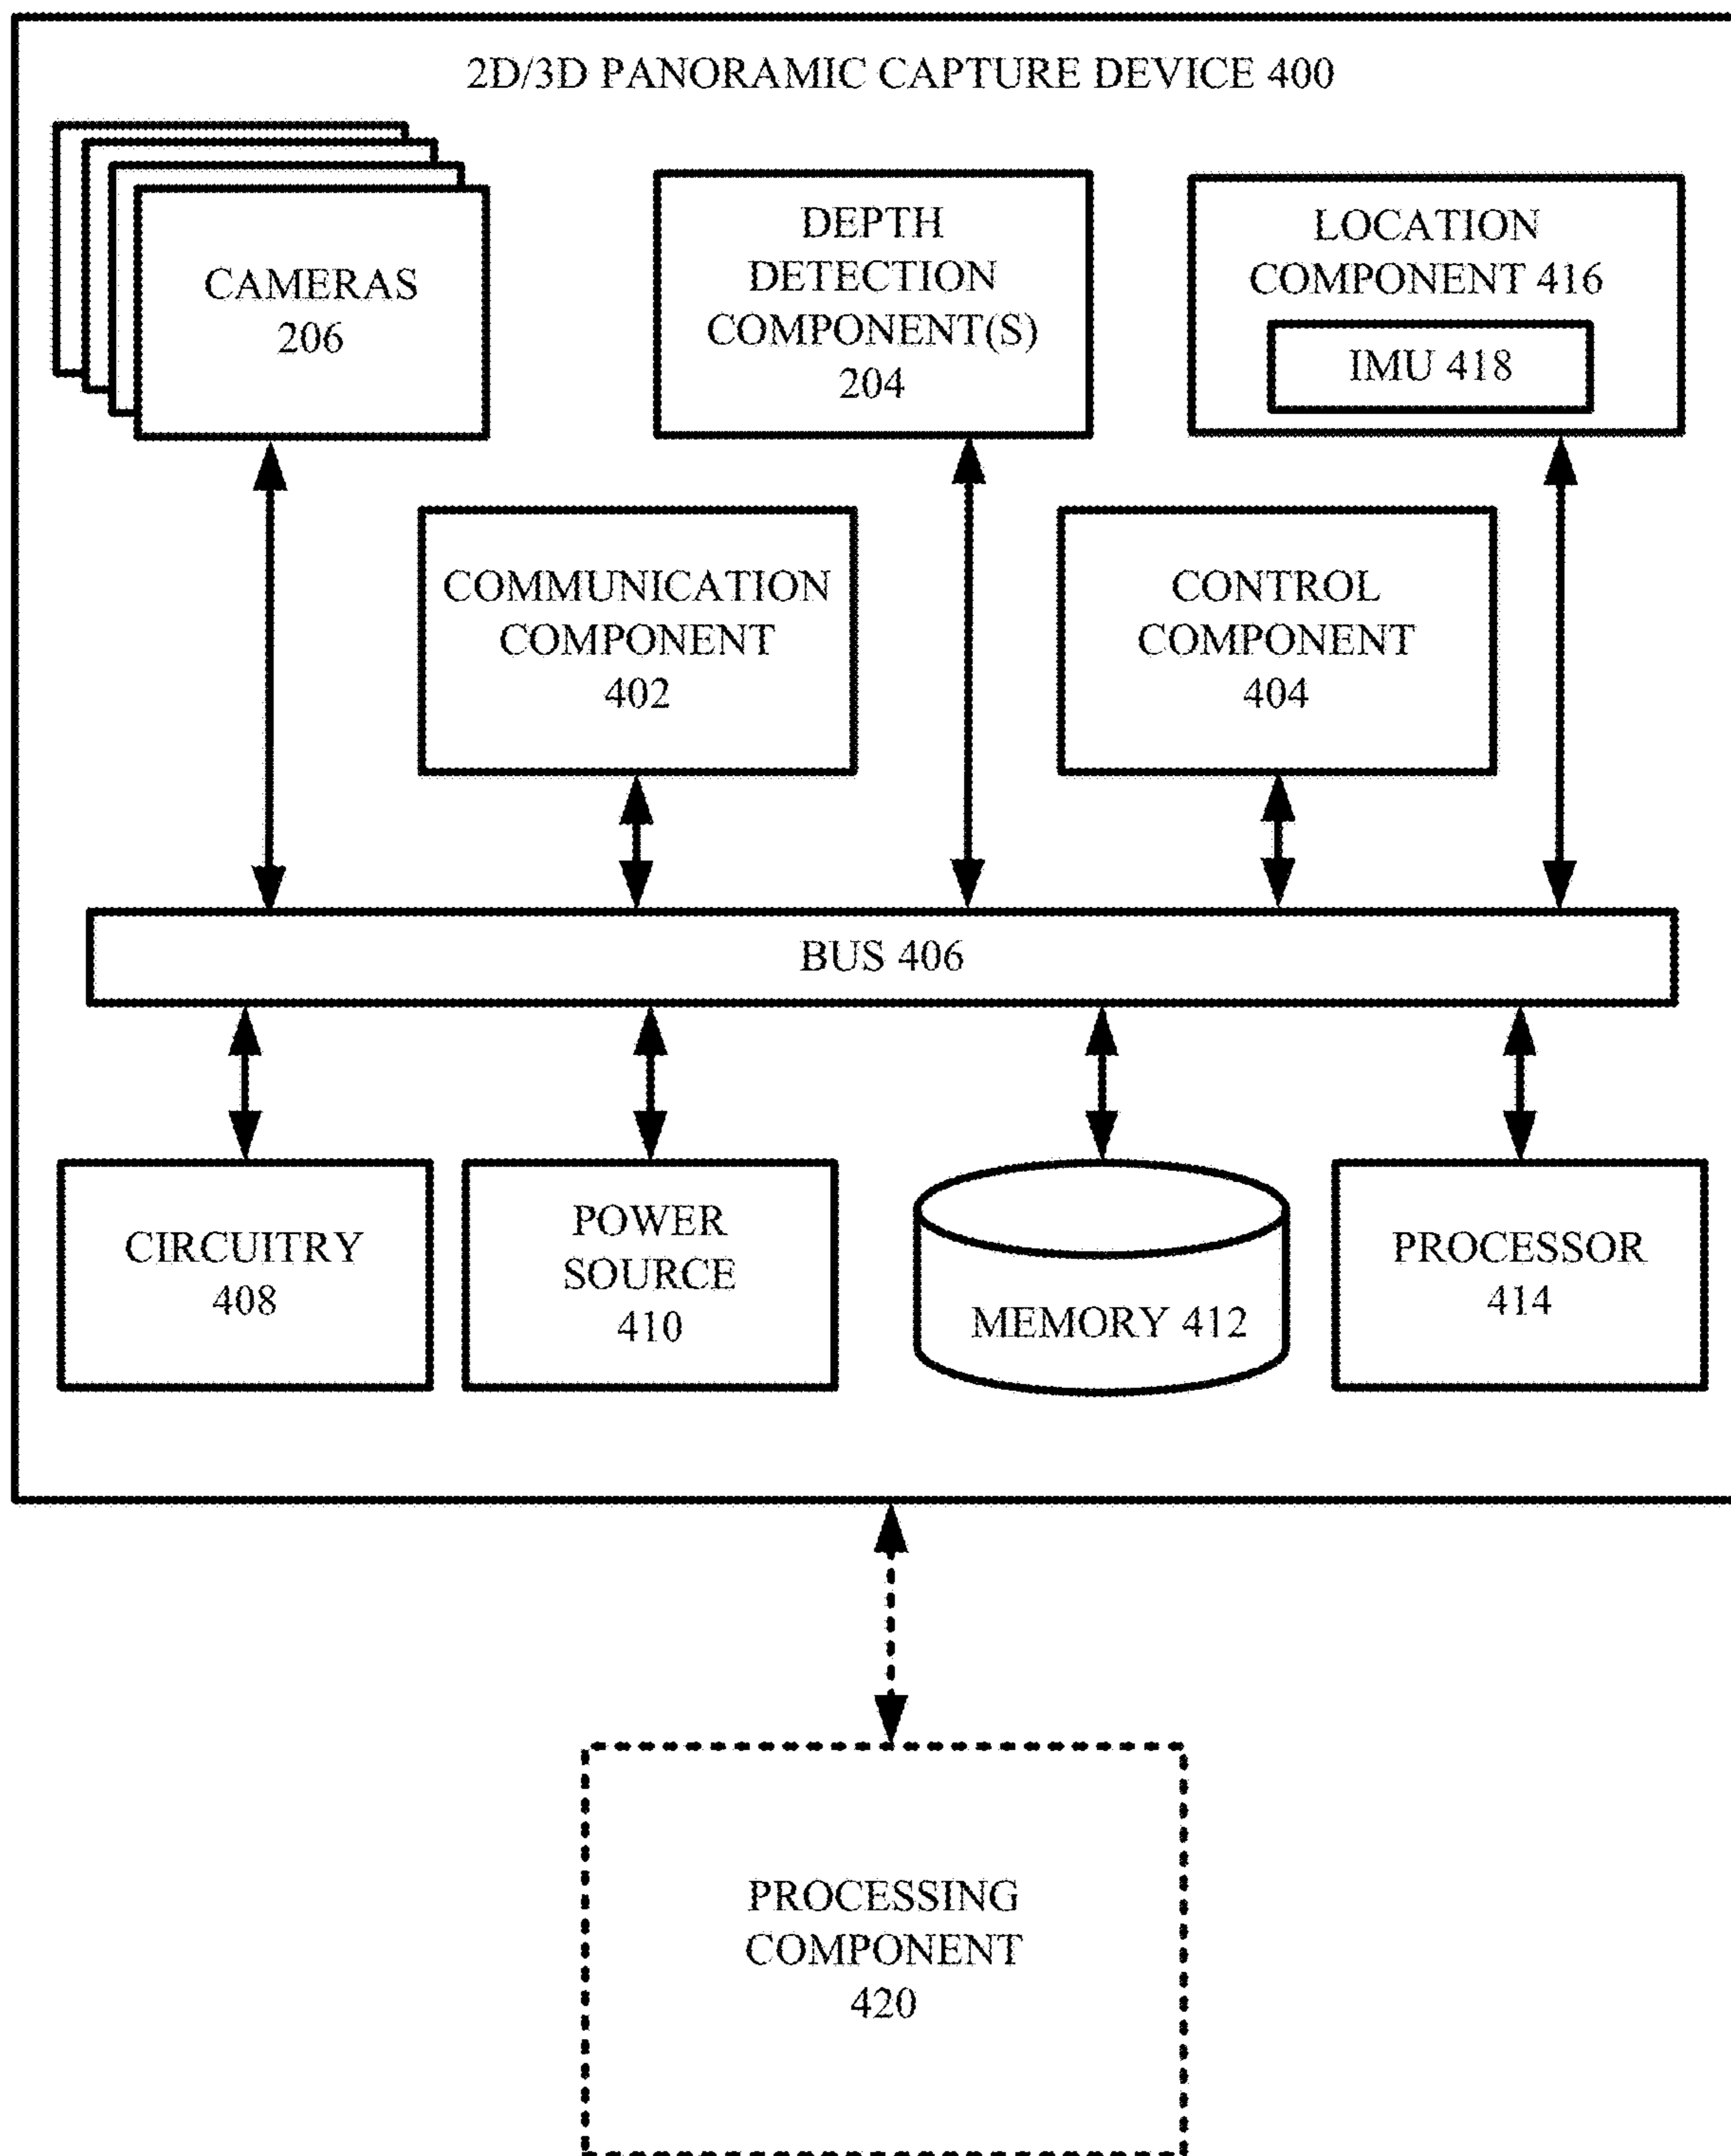 2D/3D PANORAMIC CAPTURE DEVICE 400
CAMERAS
206
DEPTH
DETECTION
COMPONENT(S)
204
LOCATION
COMPONENT 416
IMU 418
COMMUNICATION
COMPONENT
402
CONTROL
COMPONENT
404
BUS 406
CIRCUITRY
408
POWER
SOURCE
410
MEMORY 412
PROCESSOR
414
PROCESSING
COMPONENT
420